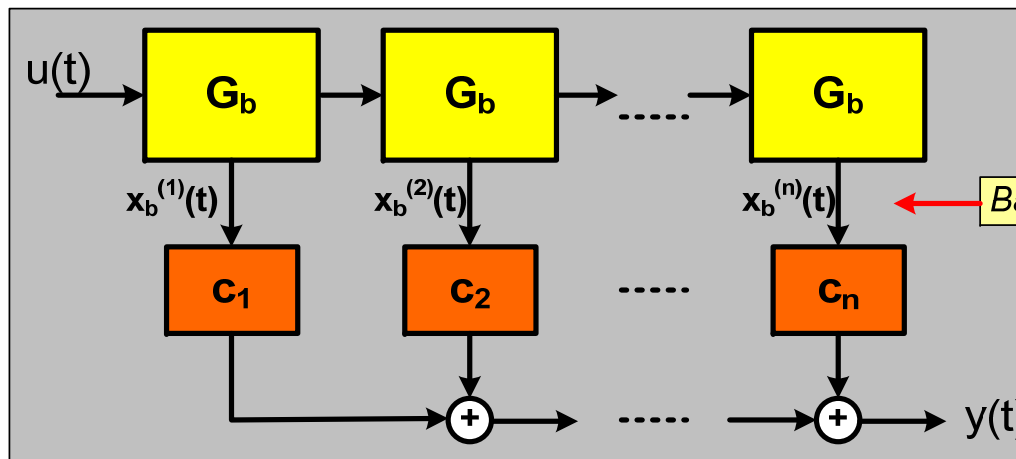 u(t)
G_b G_b G_b
x_b^(1)(t) x_b^(2)(t) x_b^(n)(t)
c_1 c_2 c_n
+ + y(t)